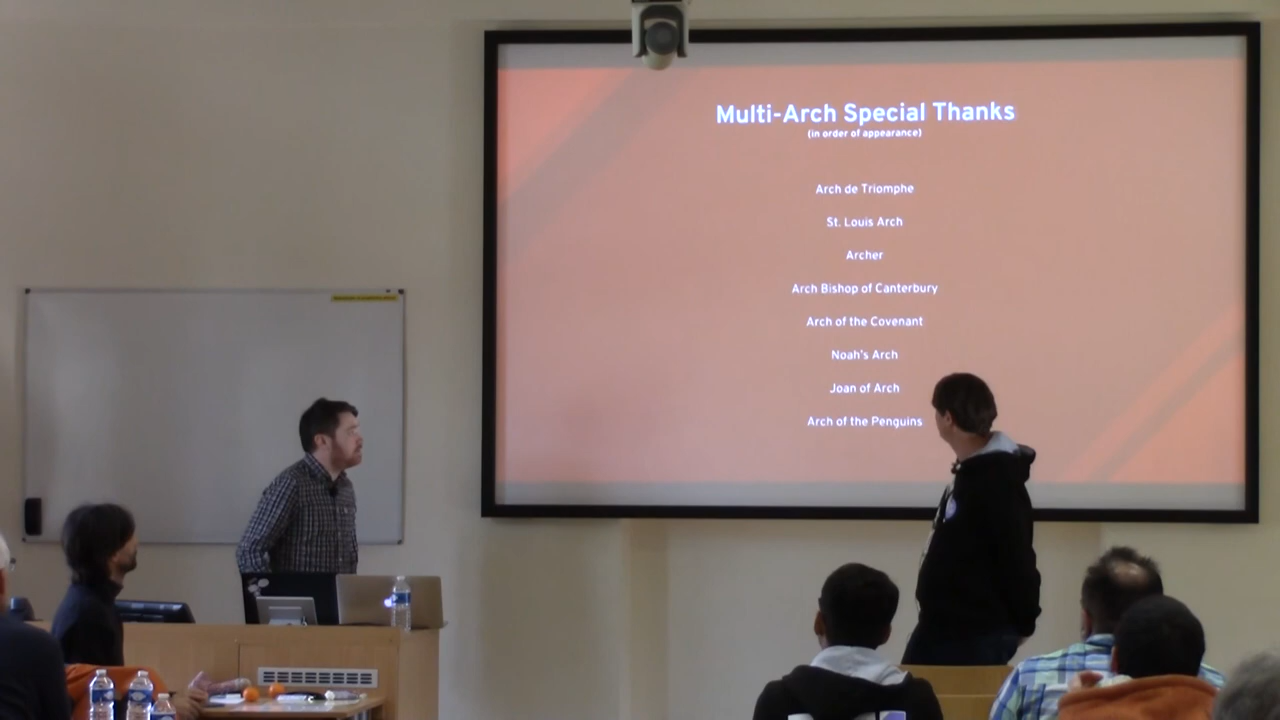 Multi-Arch Special Thanks
(in order of appearance)
Arch de Triomphe
St. Louis Arch
Archer
Arch Bishop of Canterbury
Arch of the Covenant
Noah's Arch
Joan of Arch
Arch of the Penguins